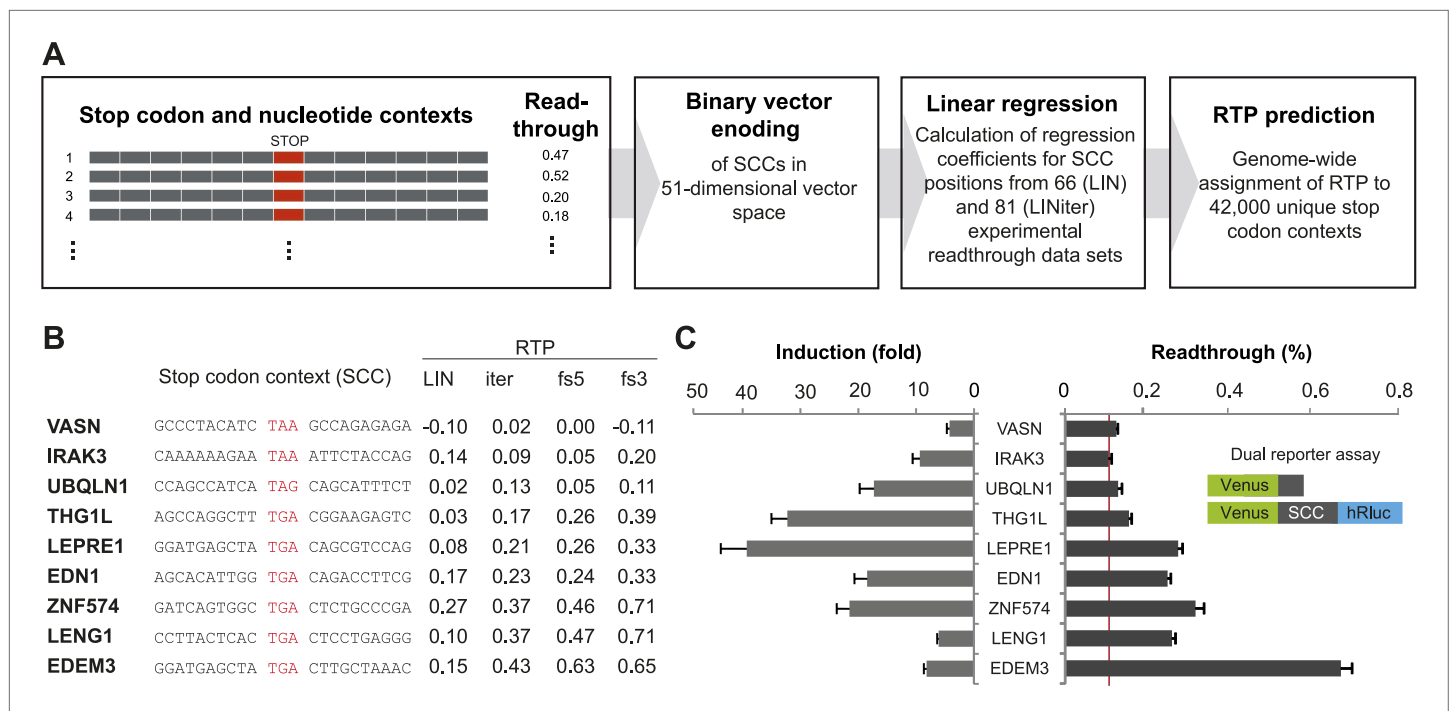 A
Stop codon and nucleotide contexts
Read-
through
STOP
1 0.47
2 0.52
3 0.20
4 0.18
Binary vector
enoding
of SCCs in
51-dimensional vector
space
Linear regression
Calculation of regression
coefficients for SCC
positions from 66 (LIN)
and 81 (LINiter)
experimental
readthrough data sets
RTP prediction
Genome-wide
assignment of RTP to
42,000 unique stop
codon contexts
B
RTP
Stop codon context (SCC) LIN iter fs5 fs3
VASN GCCCTACATC TAA GCCAGAGAGA -0.10 0.02 0.00 -0.11
IRAK3 CAAAAAAGAA TAA ATTCTACCAG 0.14 0.09 0.05 0.20
UBQLN1 CCAGCCATCA TAG CAGCATTTCT 0.02 0.13 0.05 0.11
THG1L AGCCAGGCTT TGA CGGAAGAGTC 0.03 0.17 0.26 0.39
LEPRE1 GGATGAGCTA TGA CAGCGTCCAG 0.08 0.21 0.26 0.33
EDN1 AGCACATTGG TGA CAGACCTTCG 0.17 0.23 0.24 0.33
ZNF574 GATCAGTGGC TGA CTCTGCCCGA 0.27 0.37 0.46 0.71
LENG1 CCTTACTCAC TGA CTCCTGAGGG 0.10 0.37 0.47 0.71
EDEM3 GGATGAGCTA TGA CTTGCTAAAC 0.15 0.43 0.63 0.65
C
Induction (fold) Readthrough (%)
50 40 30 20 10 0 0 0.2 0.4 0.6 0.8
VASN
IRAK3
UBQLN1
THG1L
LEPRE1
EDN1
ZNF574
LENG1
EDEM3
Dual reporter assay
Venus
Venus SCC hRluc